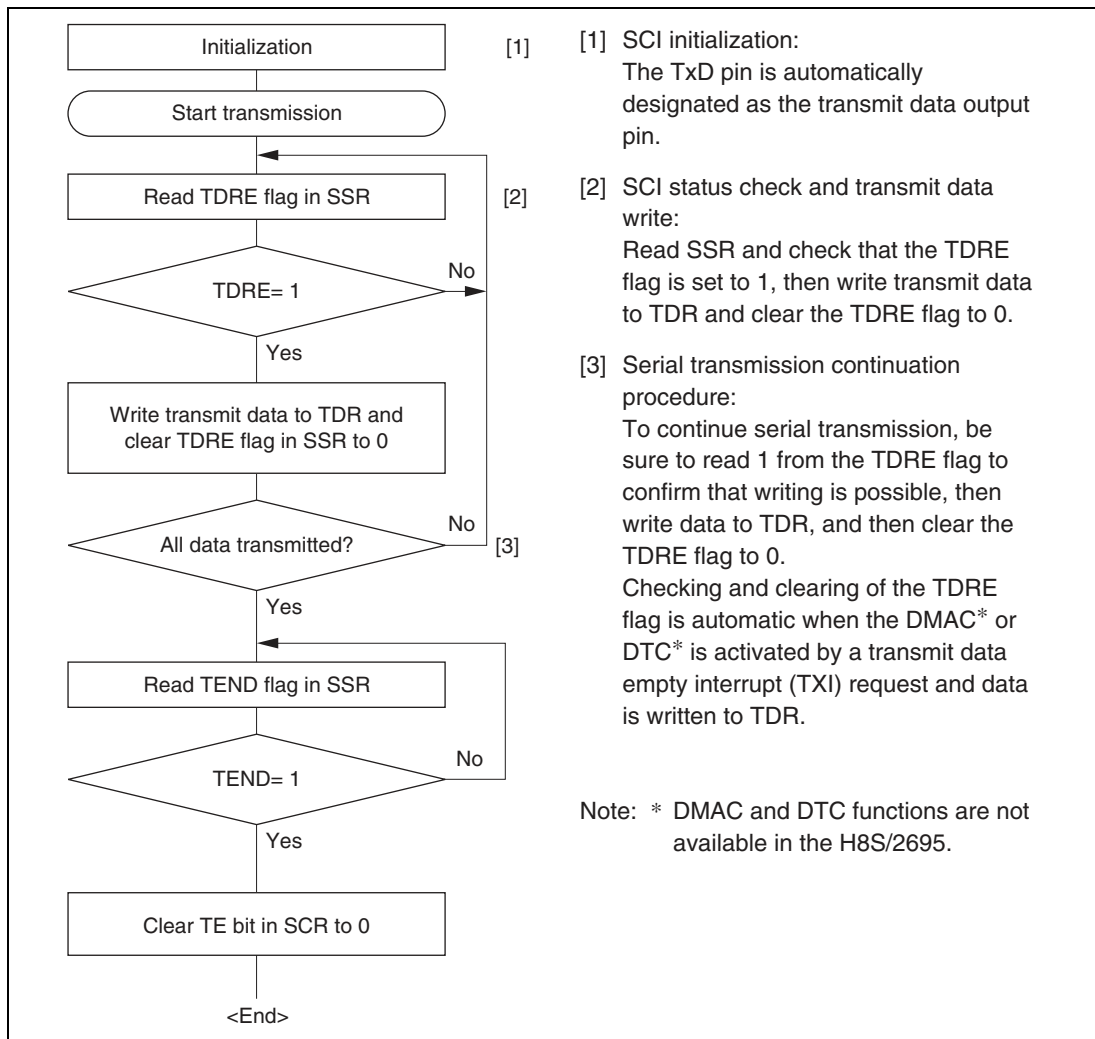 Initialization
[1]
Start transmission
Read TDRE flag in SSR
[2]
TDRE= 1
No
Yes
Write transmit data to TDR and
clear TDRE flag in SSR to 0
All data transmitted?
No
[3]
Yes
Read TEND flag in SSR
TEND= 1
No
Yes
Clear TE bit in SCR to 0
<End>
[1] SCI initialization:
The TxD pin is automatically
designated as the transmit data output
pin.
[2] SCI status check and transmit data
write:
Read SSR and check that the TDRE
flag is set to 1, then write transmit data
to TDR and clear the TDRE flag to 0.
[3] Serial transmission continuation
procedure:
To continue serial transmission, be
sure to read 1 from the TDRE flag to
confirm that writing is possible, then
write data to TDR, and then clear the
TDRE flag to 0.
Checking and clearing of the TDRE
flag is automatic when the DMAC* or
DTC* is activated by a transmit data
empty interrupt (TXI) request and data
is written to TDR.
Note: * DMAC and DTC functions are not
available in the H8S/2695.